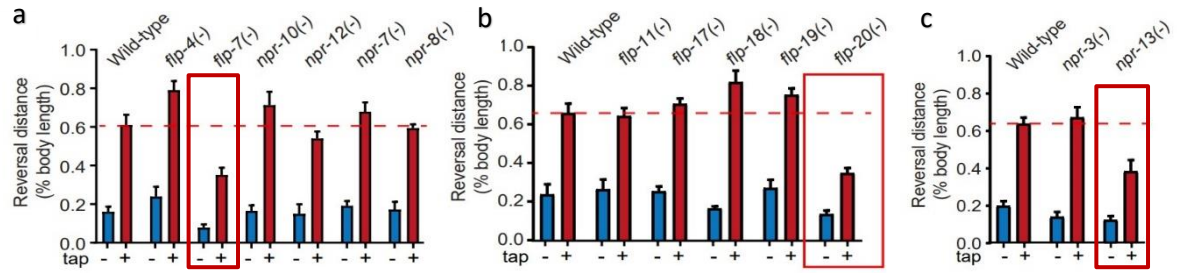 a
Wild-type flp-4(-) flp-7(-) npr-10(-) npr-12(-) npr-7(-) npr-8(-)
Reversal distance
(% body length)
1.0
0.8
0.6
0.4
0.2
0.0
tap - + - + - + - + - + - + - +
b
Wild-type flp-11(-) flp-17(-) flp-18(-) flp-19(-) flp-20(-)
Reversal distance
(% body length)
1.0
0.8
0.6
0.4
0.2
0.0
tap - + - + - + - + - + - +
c
Wild-type npr-3(-) npr-13(-)
Reversal distance
(% body length)
1.0
0.8
0.6
0.4
0.2
0.0
tap - + - + - +